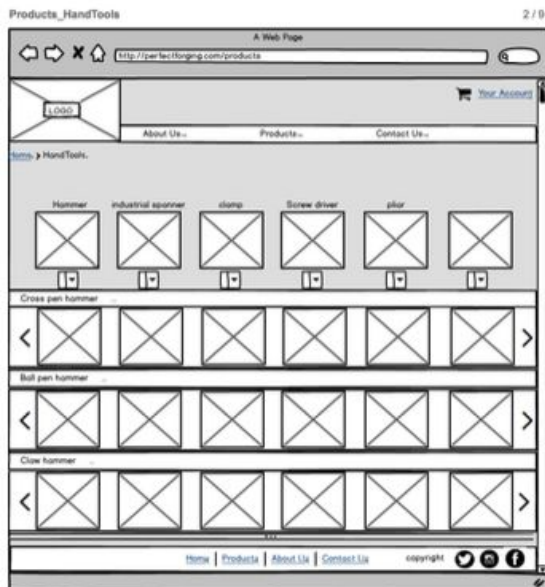 Products_HandTools
2 / 9
A Web Page
http://perfectforging.com/products
LOGO
Your Account
About Us
Products
Contact Us
Home > HandTools.
Hammer
industrial spanner
clamp
Screw driver
plior
Cross pen hammer
Ball pen hammer
Claw hammer
Home | Products | About Us | Contact Us
copyright